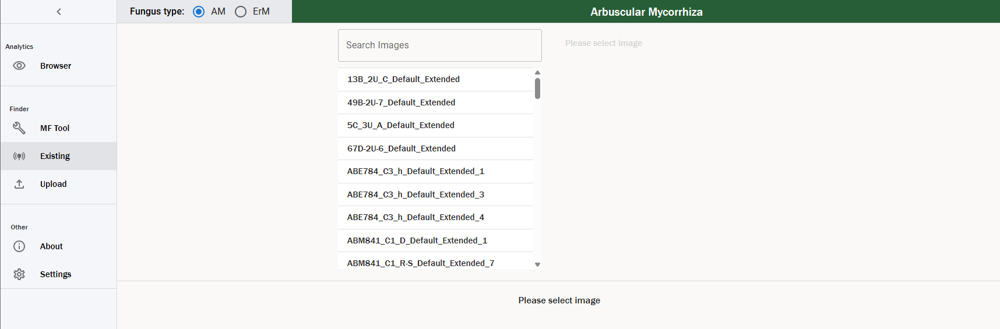 Fungus type: AM ErM
Arbuscular Mycorrhiza
Analytics
Browser
Finder
MF Tool
Existing
Upload
Other
About
Settings
Search Images
13B_2U_C_Default_Extended
49B-2U-7_Default_Extended
5C_3U_A_Default_Extended
67D-2U-6_Default_Extended
ABE784_C3_h_Default_Extended_1
ABE784_C3_h_Default_Extended_3
ABE784_C3_h_Default_Extended_4
ABM841_C1_D_Default_Extended_1
ABM841_C1_R-S_Default_Extended_7
Please select image
Please select image